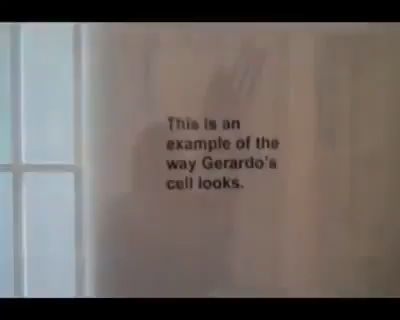 This is an
example of the
way Gerardo's
cell looks.